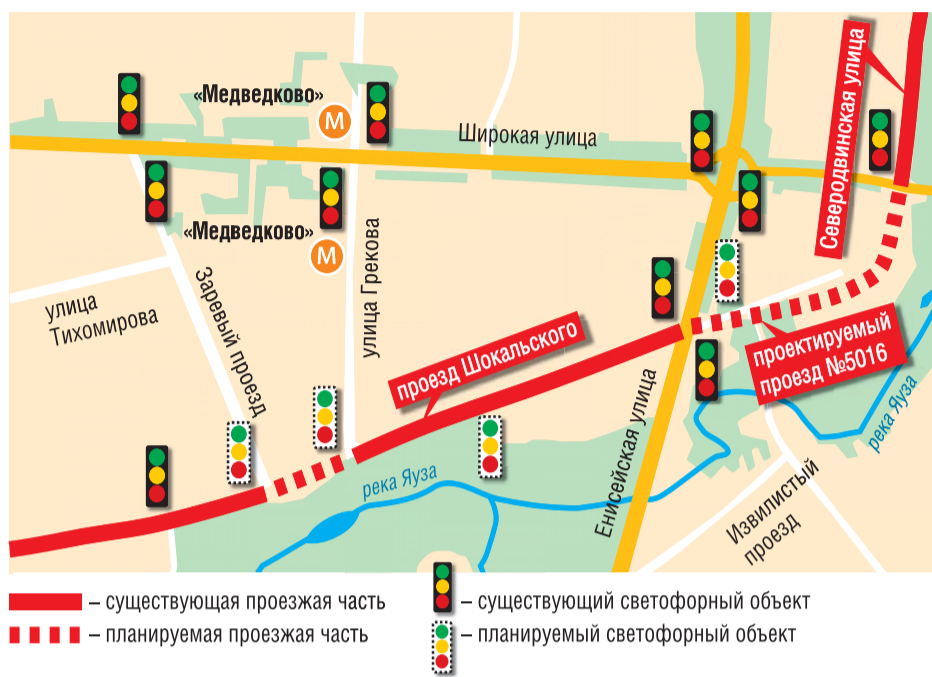 «Медведково»
М
Широкая улица
Северодвинская улица
«Медведково»
М
улица
Тихомирова
Заревый проезд
улица Грекова
проезд Шокальского
проектируемый
проезд №5016
Енисейская улица
река Яуза
река Яуза
Извилистый
проезд
– существующая проезжая часть
– планируемая проезжая часть
– существующий светофорный объект
– планируемый светофорный объект